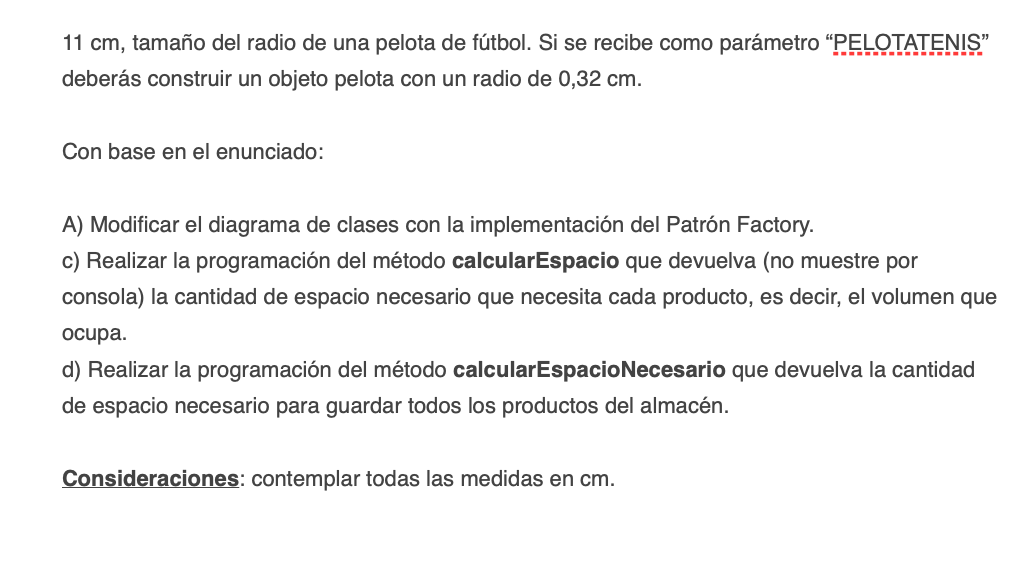 11 cm, tamaño del radio de una pelota de fútbol. Si se recibe como parámetro “PELOTATENIS”
deberás construir un objeto pelota con un radio de 0,32 cm.
Con base en el enunciado:
A) Modificar el diagrama de clases con la implementación del Patrón Factory.
c) Realizar la programación del método calcularEspacio que devuelva (no muestre por
consola) la cantidad de espacio necesario que necesita cada producto, es decir, el volumen que
ocupa.
d) Realizar la programación del método calcularEspacioNecesario que devuelva la cantidad
de espacio necesario para guardar todos los productos del almacén.
Consideraciones: contemplar todas las medidas en cm.